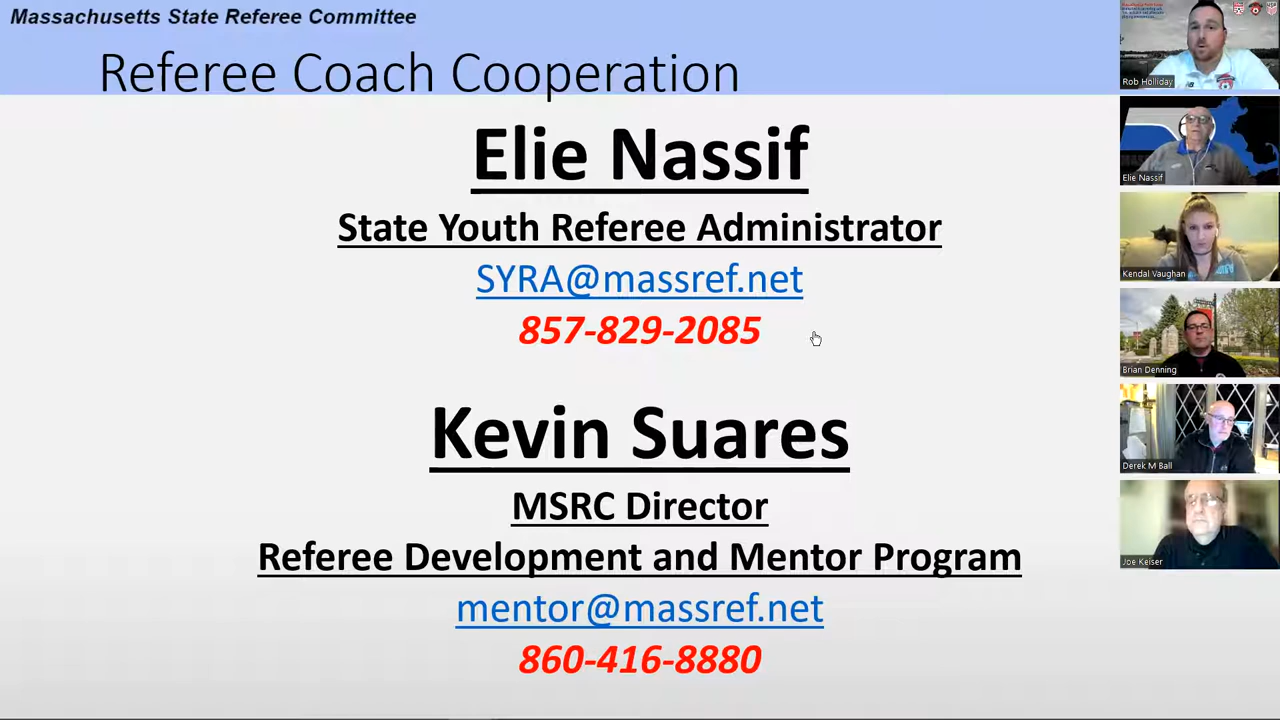 Massachusetts State Referee Committee
Referee Coach Cooperation
Elie Nassif
State Youth Referee Administrator
SYRA@massref.net
857-829-2085
Kevin Suares
MSRC Director
Referee Development and Mentor Program
mentor@massref.net
860-416-8880
Rob Holliday
Elie Nassif
Kendal Vaughan
Brian Denning
Derek M Ball
Joe Keiser